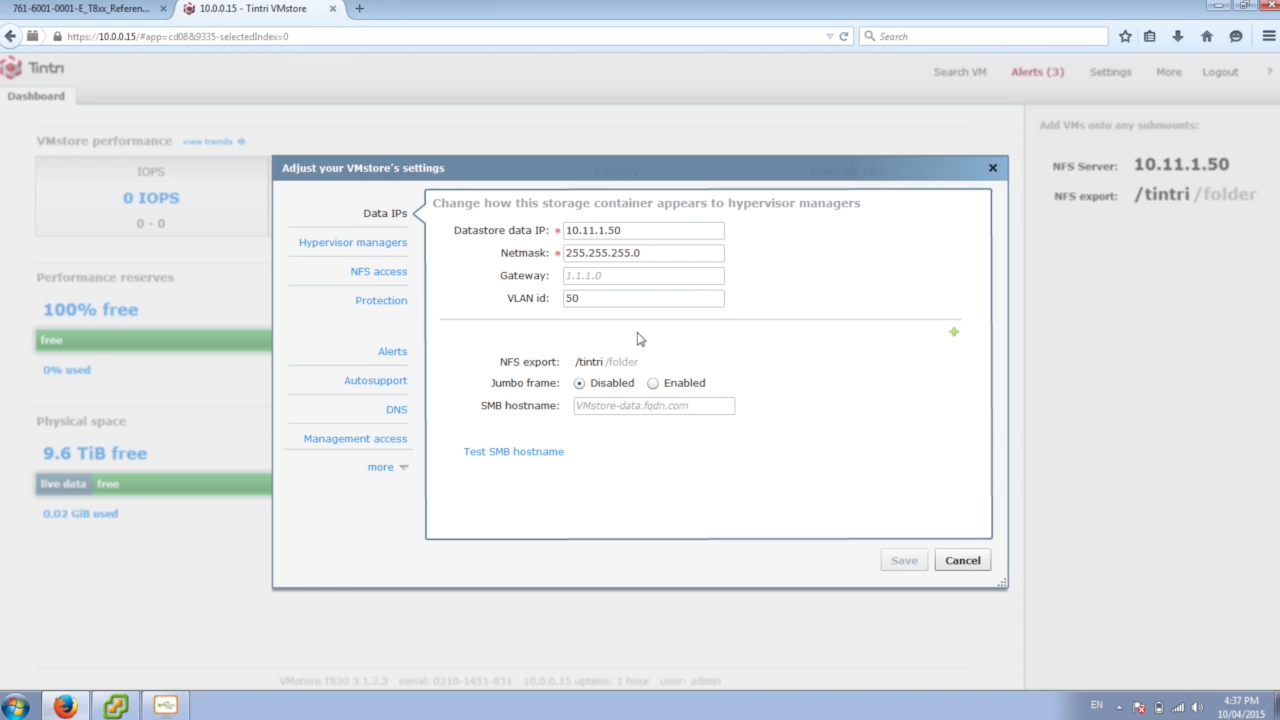 761-6001-0001-E_T8xx_Referen...
10.0.0.15 - Tintri VMstore
https://10.0.0.15/#app=cd08&9335-selectedIndex=0
Search
Tintri
Search VM
Alerts (3)
Settings
More
Logout
?
Dashboard
VMstore performance
view trends
IOPS
0 IOPS
0 - 0
Performance reserves
100% free
free
0% used
Physical space
9.6 TiB free
live data
free
0.02 GiB used
Adjust your VMstore's settings
Data IPs
Hypervisor managers
NFS access
Protection
Alerts
Autosupport
DNS
Management access
more
Change how this storage container appears to hypervisor managers
Datastore data IP: * 10.11.1.50
Netmask: * 255.255.255.0
Gateway: 1.1.1.0
VLAN id: 50
NFS export: /tintri /folder
Jumbo frame: Disabled Enabled
SMB hostname: VMstore-data.fqdn.com
Test SMB hostname
Save
Cancel
Add VMs onto any submounts:
NFS Server: 10.11.1.50
NFS export: /tintri /folder
VMstore T820 3.1.2.3 serial: 0210-1451-831 10.0.0.15 uptime: 1 hour user: admin
EN
4:37 PM
10/04/2015